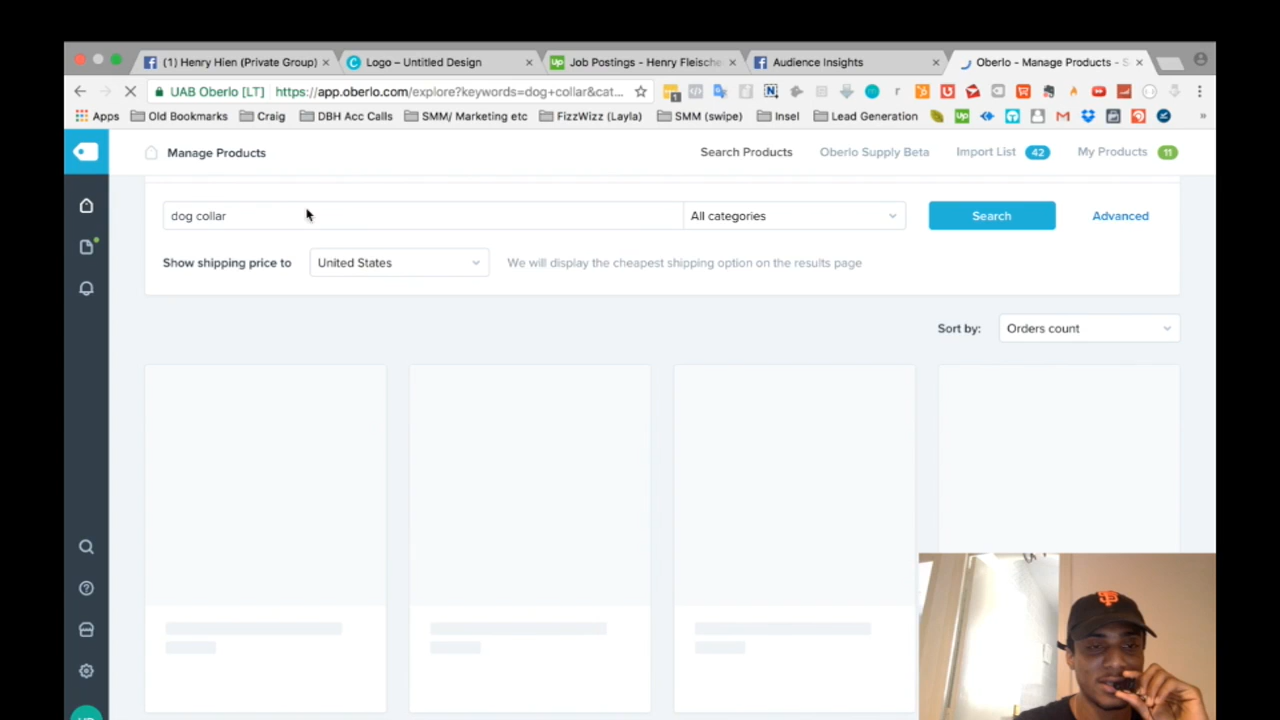 (1) Henry Hien (Private Group)
Logo – Untitled Design
Up Job Postings - Henry Fleische
Audience Insights
Oberlo - Manage Products - S
UAB Oberlo [LT] https://app.oberlo.com/explore?keywords=dog+collar&cat...
Apps Old Bookmarks Craig DBH Acc Calls SMM/ Marketing etc FizzWizz (Layla) SMM (swipe) Insel Lead Generation
Manage Products Search Products Oberlo Supply Beta Import List 42 My Products 11
dog collar All categories Search Advanced
Show shipping price to United States We will display the cheapest shipping option on the results page
Sort by: Orders count
SF